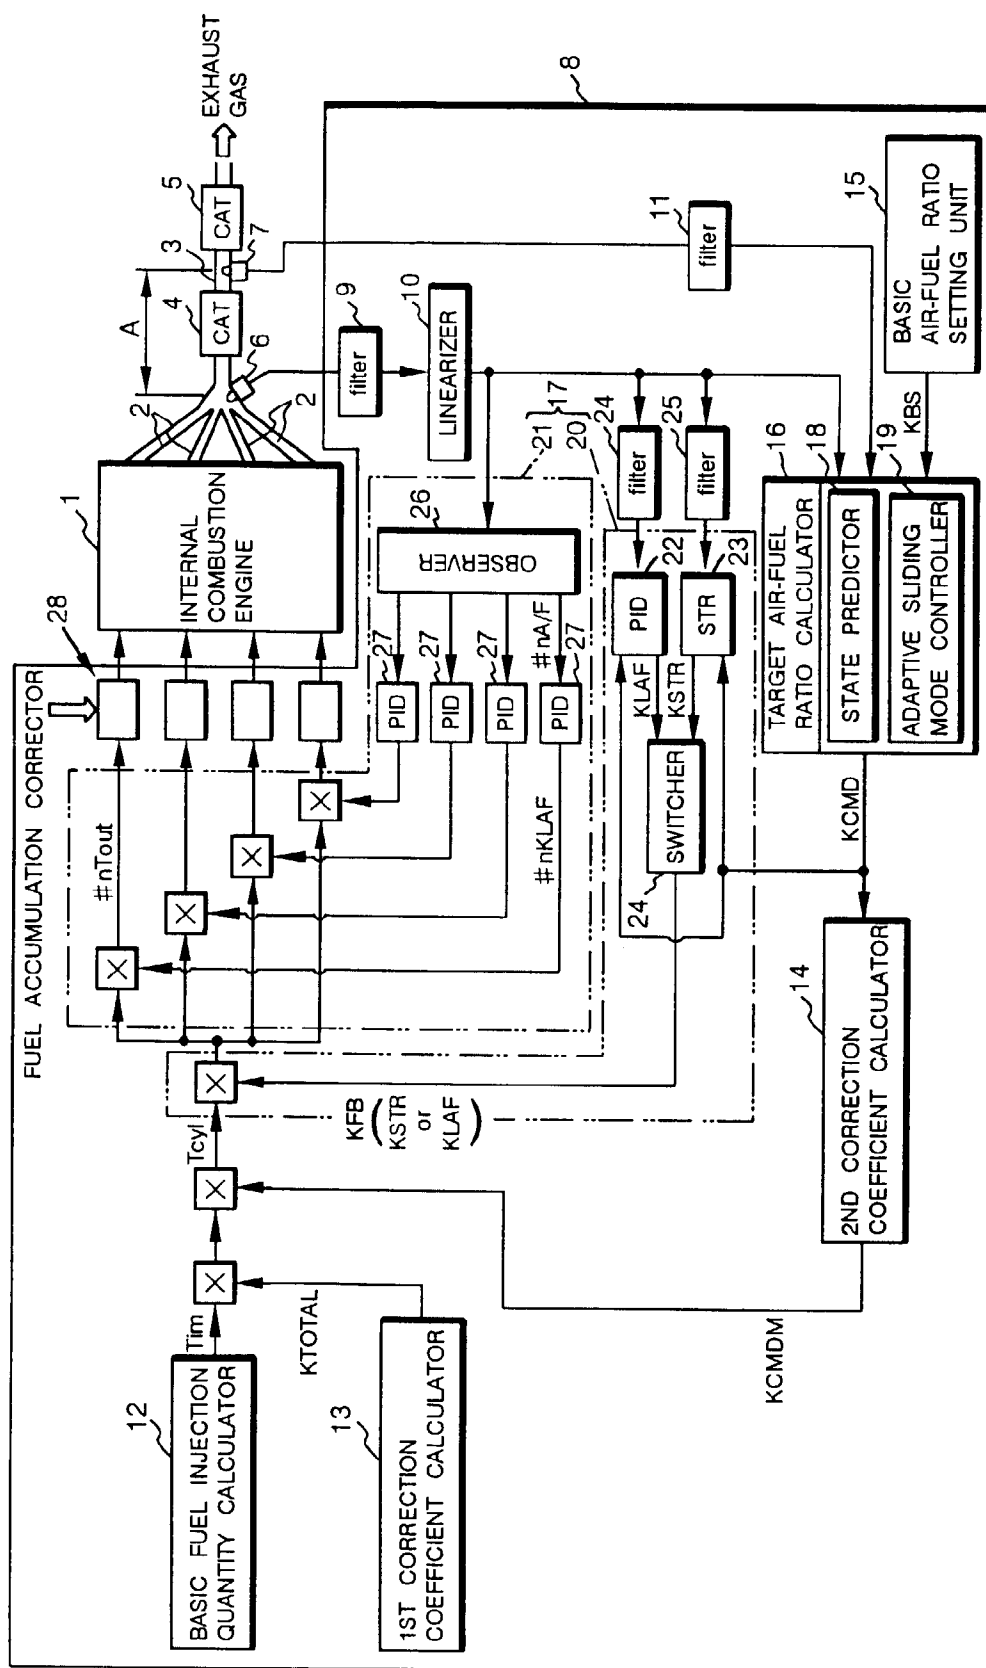 FUEL ACCUMULATION CORRECTOR
28
1
INTERNAL
COMBUSTION
ENGINE
2
2
A
4
CAT
3
5
CAT
EXHAUST
GAS
6
7
8
9
filter
10
LINEARIZER
11
filter
12
BASIC FUEL INJECTION
QUANTITY CALCULATOR
Tim
KTOTAL
13
1ST CORRECTION
COEFFICIENT CALCULATOR
Tcyl
KCMDM
KFB
KSTR
or
KLAF
#nTout
#nKLAF
#nA/F
PID
27
PID
27
PID
27
PID
27
26
OBSERVER
21
20
17
24
filter
25
filter
22
PID
23
STR
KLAF
KSTR
SWITCHER
24
14
2ND CORRECTION
COEFFICIENT CALCULATOR
KCMD
16
TARGET AIR-FUEL
RATIO CALCULATOR
18
STATE PREDICTOR
19
ADAPTIVE SLIDING
MODE CONTROLLER
KBS
15
BASIC
AIR-FUEL RATIO
SETTING UNIT